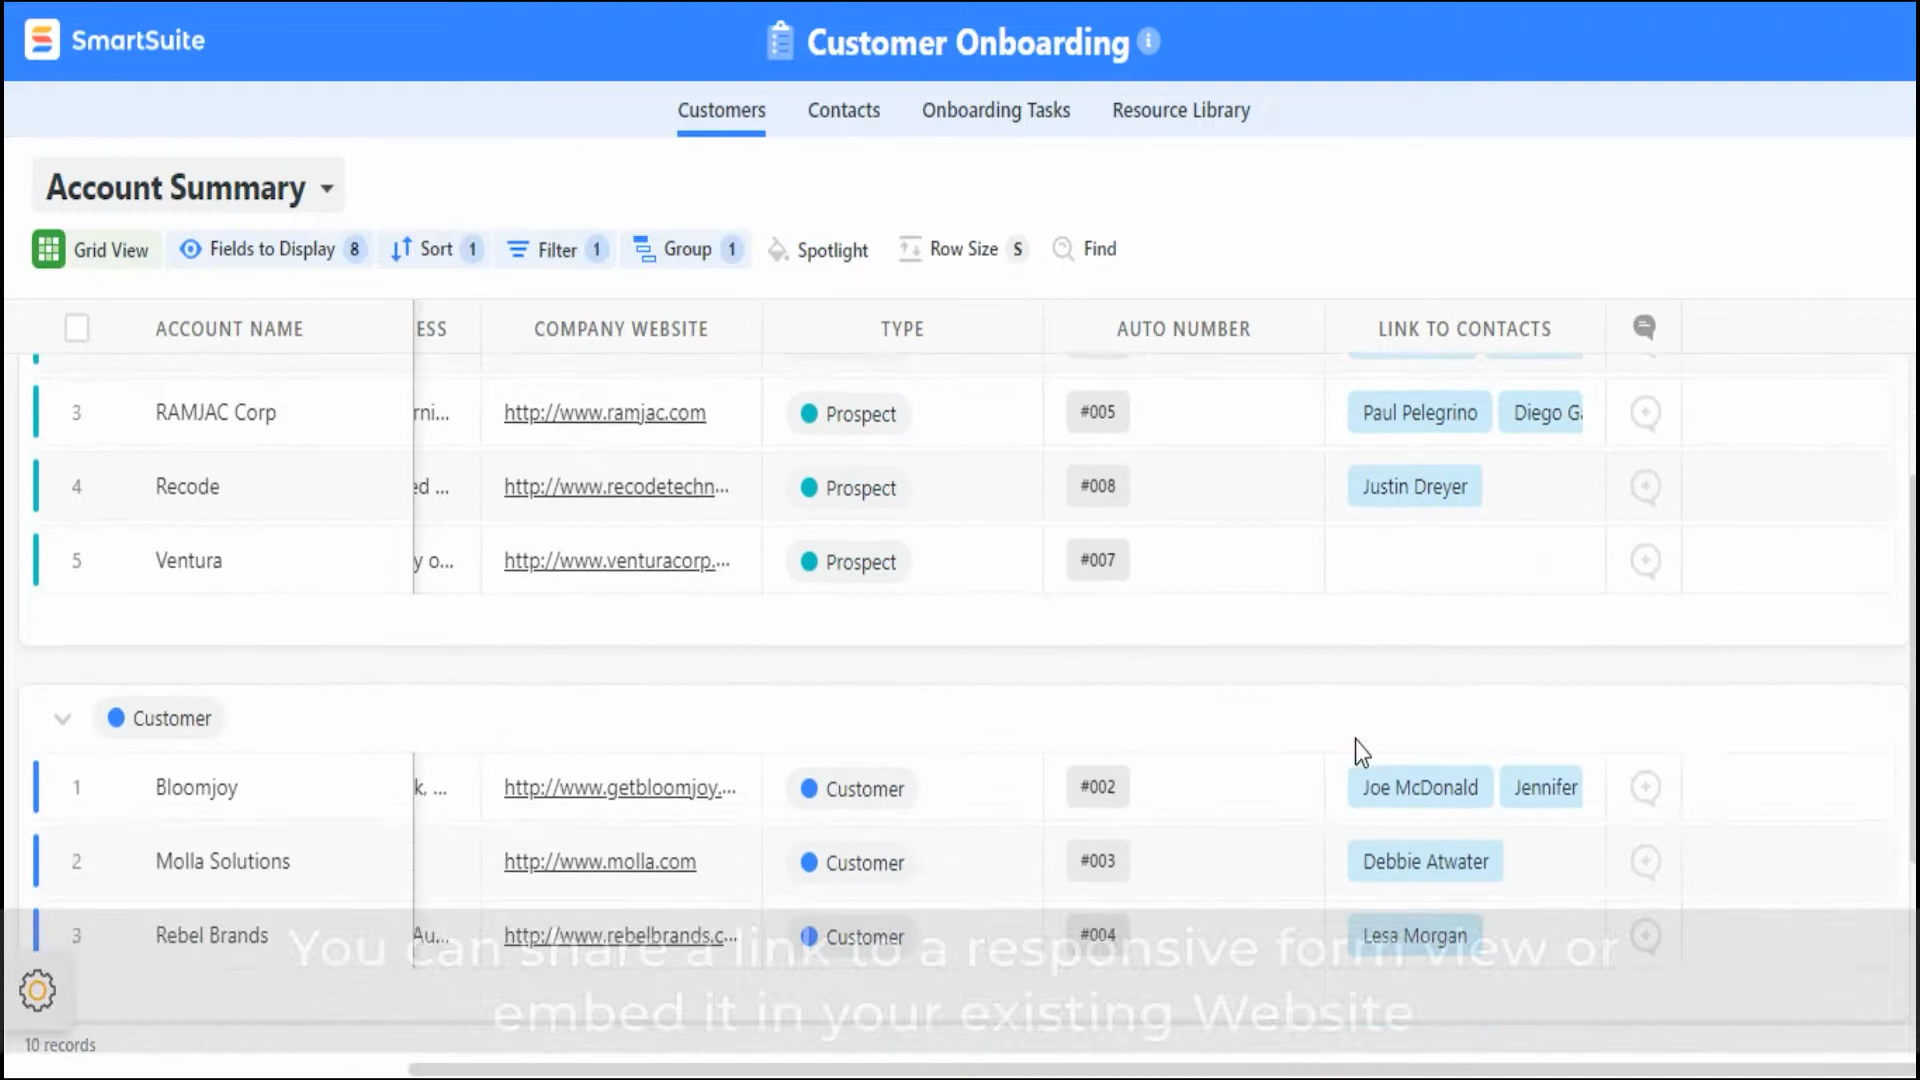 SmartSuite
Customer Onboarding
Customers Contacts Onboarding Tasks Resource Library
Account Summary
Grid View Fields to Display 8 Sort 1 Filter 1 Group 1 Spotlight Row Size S Find
ACCOUNT NAME ESS COMPANY WEBSITE TYPE AUTO NUMBER LINK TO CONTACTS
3 RAMJAC Corp rni... http://www.ramjac.com Prospect #005 Paul Pelegrino Diego
4 Recode ed ... http://www.recodetechn... Prospect #008 Justin Dreyer
5 Ventura y o... http://www.venturacorp.... Prospect #007
Customer
1 Bloomjoy k, ... http://www.getbloomjoy.... Customer #002 Joe McDonald Jennifer
2 Molla Solutions http://www.molla.com Customer #003 Debbie Atwater
3 Rebel Brands Au... http://www.rebelbrands.c... Customer #004 Lesa Morgan
You can share a link to a responsive form view or
embed it in your existing Website
10 records